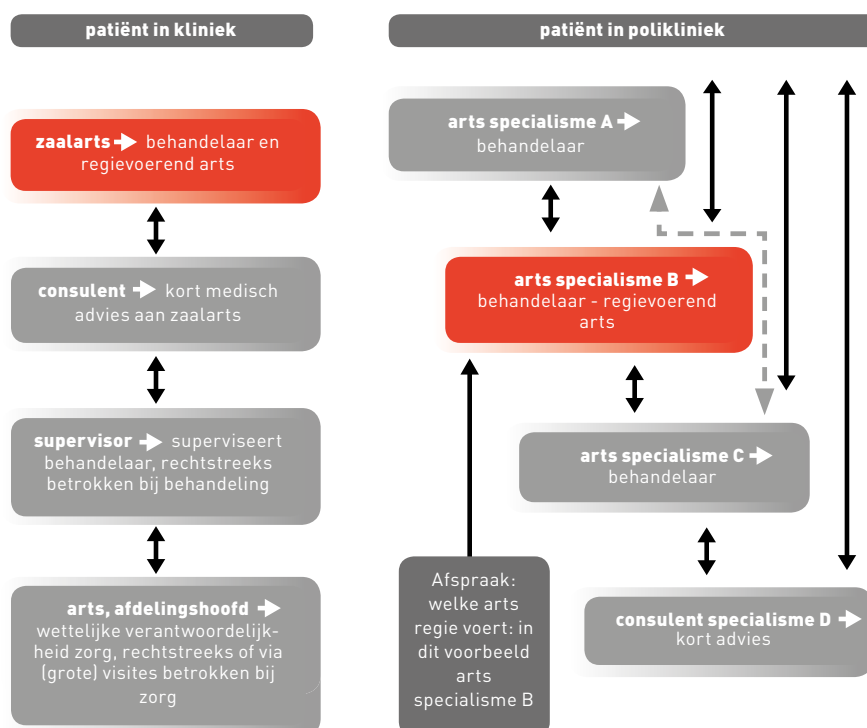 patiënt in kliniek
zaalarts → behandelaar en
regievoerend arts
consulent → kort medisch
advies aan zaalarts
supervisor → superviseert
behandelaar, rechtstreeks
betrokken bij behandeling
arts, afdelingshoofd →
wettelijke verantwoordelijk-
heid zorg, rechtstreeks of via
(grote) visites betrokken bij
zorg
patiënt in polikliniek
arts specialisme A →
behandelaar
arts specialisme B →
behandelaar - regievoerend
arts
arts specialisme C →
behandelaar
Afspraak:
welke arts
regie voert: in
dit voorbeeld
arts
specialisme B
consulent specialisme D →
kort advies